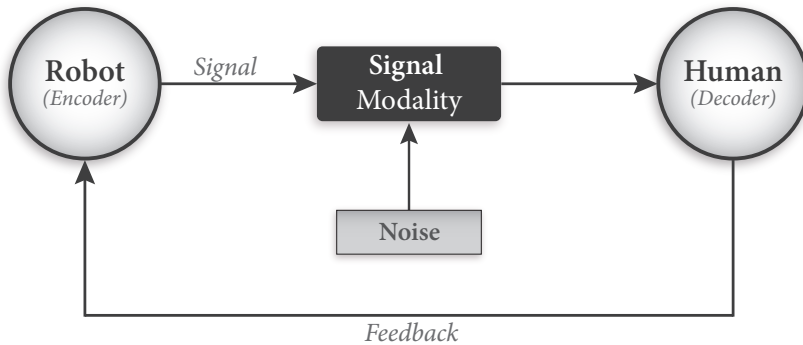 Robot
(Encoder)
Signal
Signal
Modality
Human
(Decoder)
Noise
Feedback